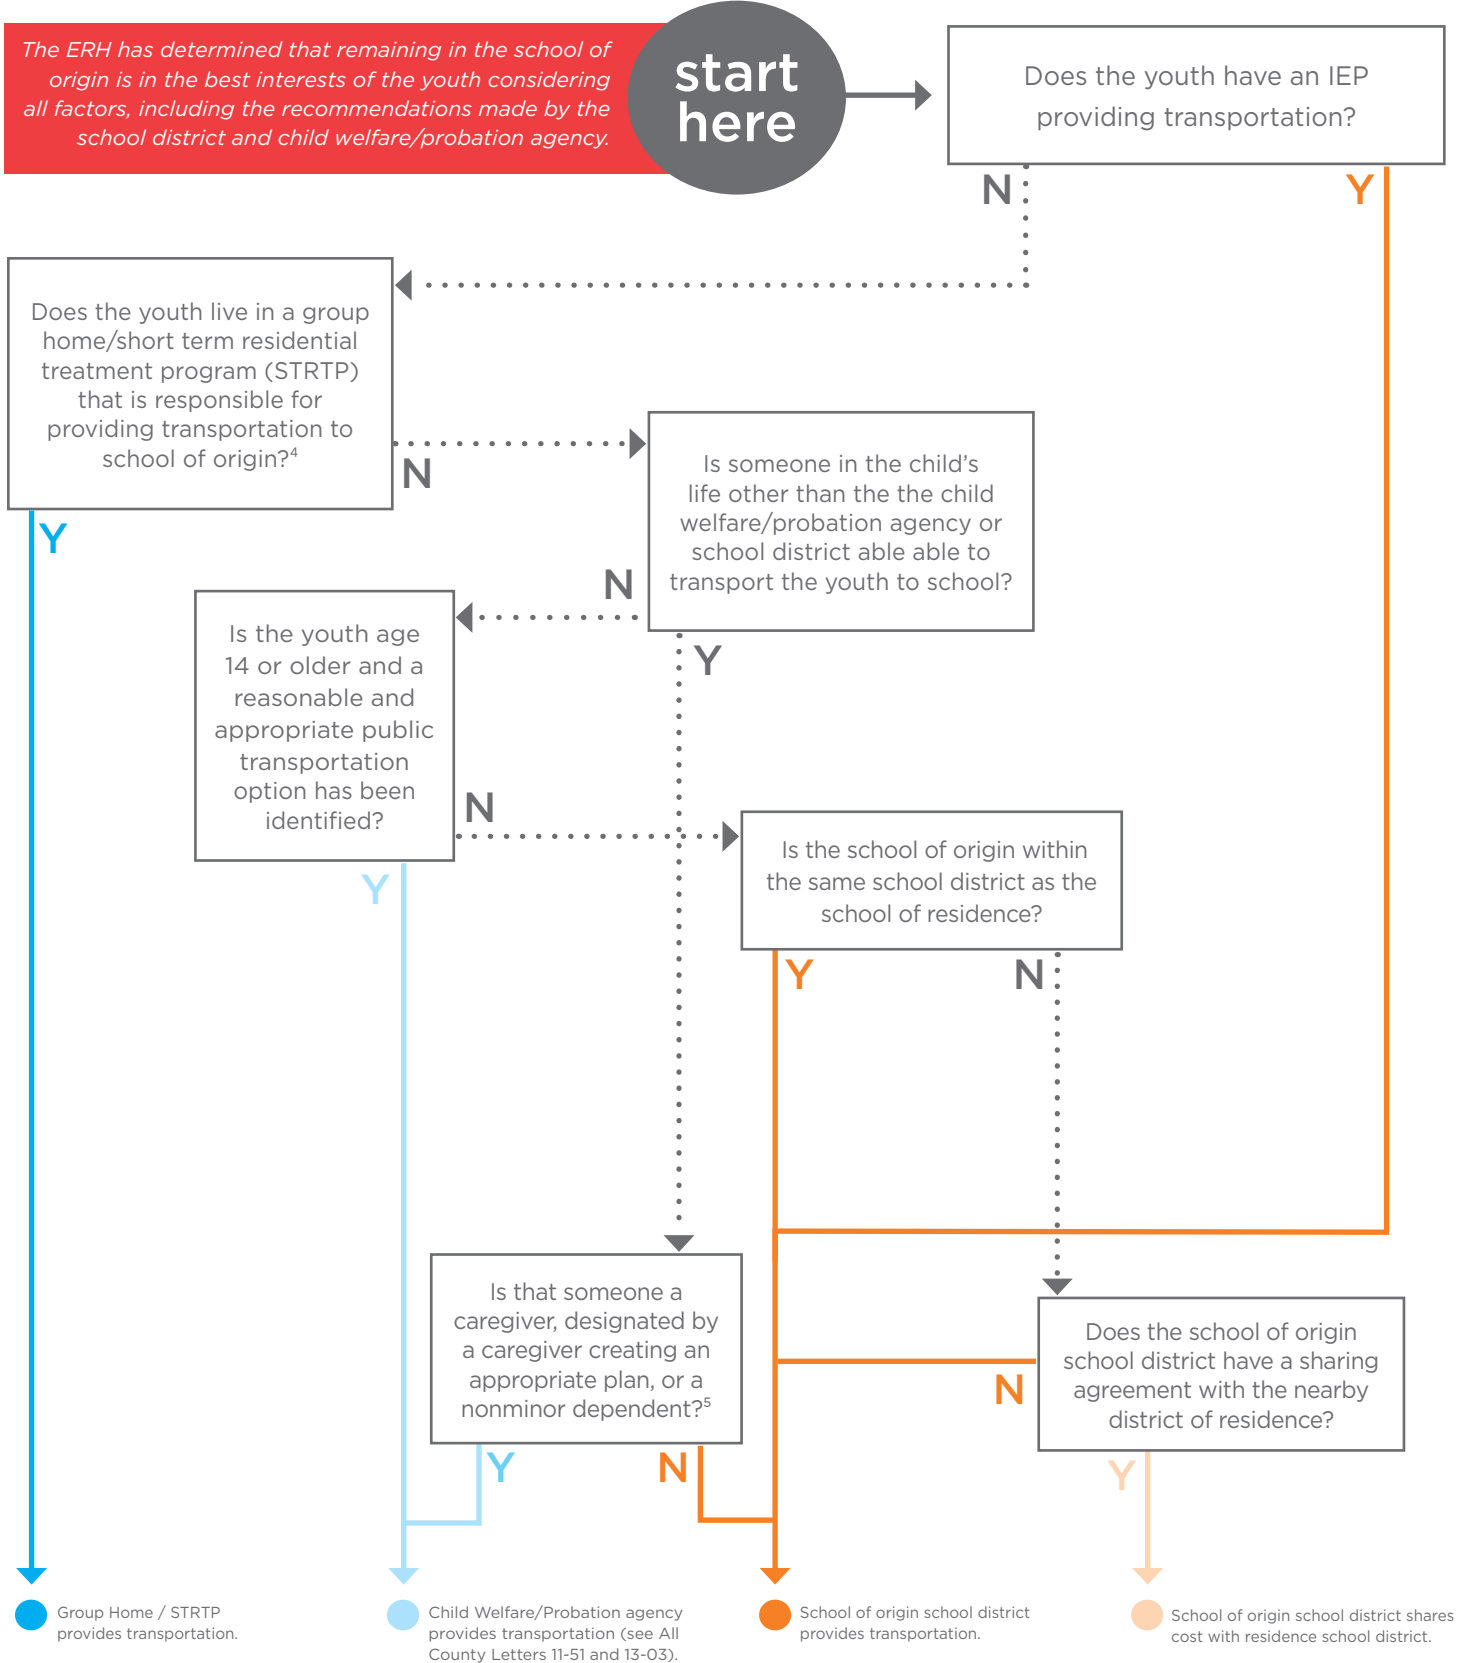 The ERH has determined that remaining in the school of
origin is in the best interests of the youth considering
all factors, including the recommendations made by the
school district and child welfare/probation agency.
start
here
Does the youth have an IEP
providing transportation?
N
Y
Does the youth live in a group
home/short term residential
treatment program (STRTP)
that is responsible for
providing transportation to
school of origin?4
N
Y
Is someone in the child's
life other than the the child
welfare/probation agency or
school district able able to
transport the youth to school?
N
Y
Is the youth age
14 or older and a
reasonable and
appropriate public
transportation
option has been
identified?
N
Y
Is the school of origin within
the same school district as the
school of residence?
Y
N
Is that someone a
caregiver, designated by
a caregiver creating an
appropriate plan, or a
nonminor dependent?5
Y
N
Does the school of origin
school district have a sharing
agreement with the nearby
district of residence?
N
Y
Group Home / STRTP
provides transportation.
Child Welfare/Probation agency
provides transportation (see All
County Letters 11-51 and 13-03).
School of origin school district
provides transportation.
School of origin school district shares
cost with residence school district.